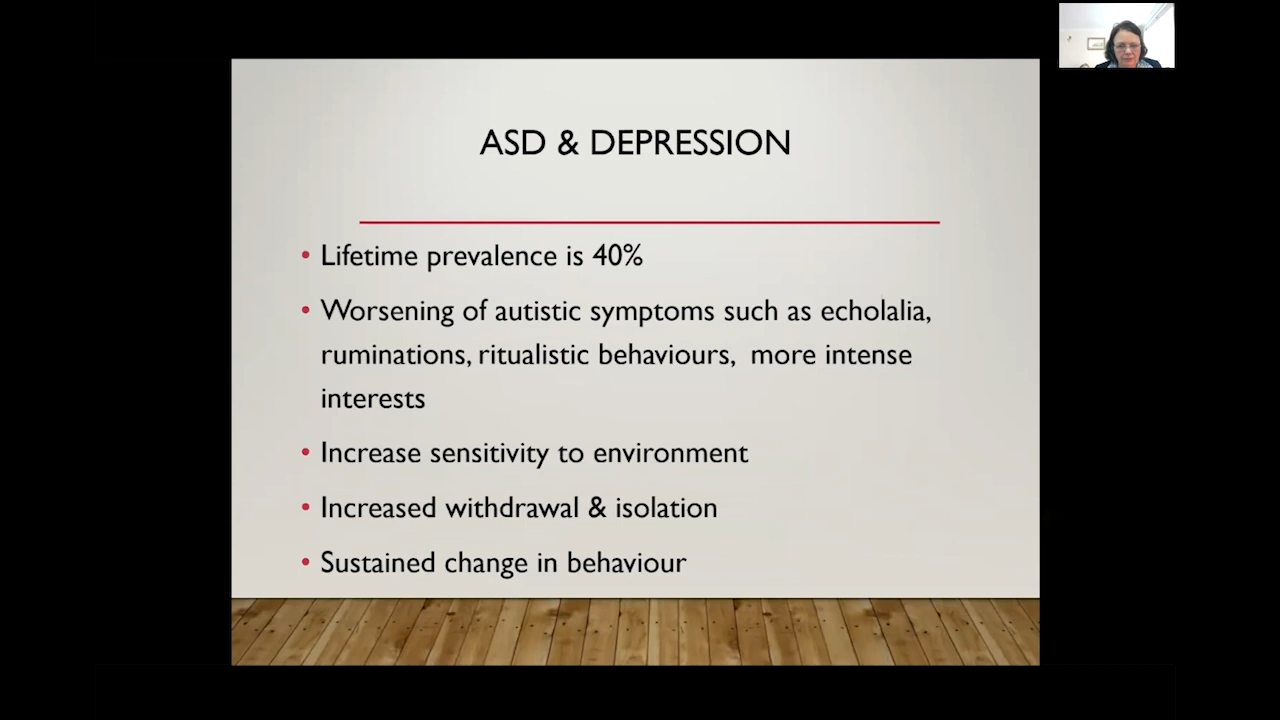 ASD & DEPRESSION
• Lifetime prevalence is 40%
• Worsening of autistic symptoms such as echolalia,
ruminations, ritualistic behaviours, more intense
interests
• Increase sensitivity to environment
• Increased withdrawal & isolation
• Sustained change in behaviour